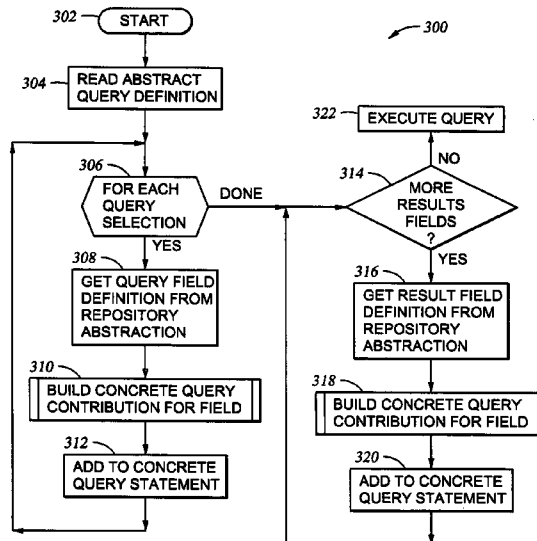 302
START
300
304
READ ABSTRACT
QUERY DEFINITION
306
FOR EACH
QUERY
SELECTION
DONE
YES
308
GET QUERY FIELD
DEFINITION FROM
REPOSITORY
ABSTRACTION
310
BUILD CONCRETE QUERY
CONTRIBUTION FOR FIELD
312
ADD TO CONCRETE
QUERY STATEMENT
322
EXECUTE QUERY
NO
314
MORE
RESULTS
FIELDS
?
YES
316
GET RESULT FIELD
DEFINITION FROM
REPOSITORY
ABSTRACTION
318
BUILD CONCRETE QUERY
CONTRIBUTION FOR FIELD
320
ADD TO CONCRETE
QUERY STATEMENT